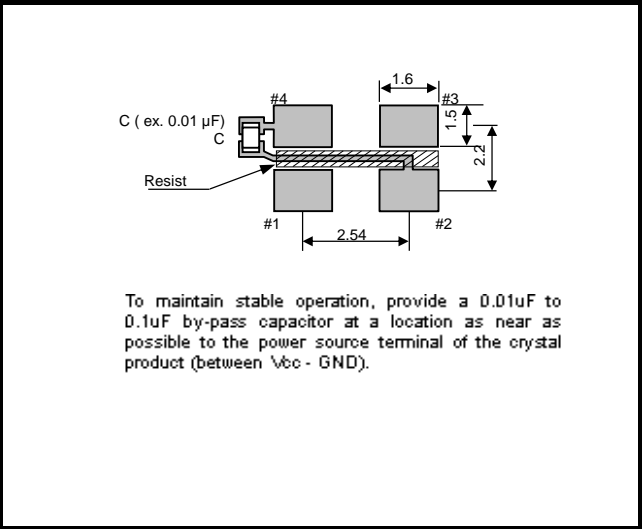 1.6
#4
#3
C ( ex. 0.01 µF)
1.5
C
2.2
Resist
#1
#2
2.54
To maintain stable operation, provide a 0.01uF to
0.1uF by-pass capacitor at a location as near as
possible to the power source terminal of the crystal
product (between Vcc - GND).